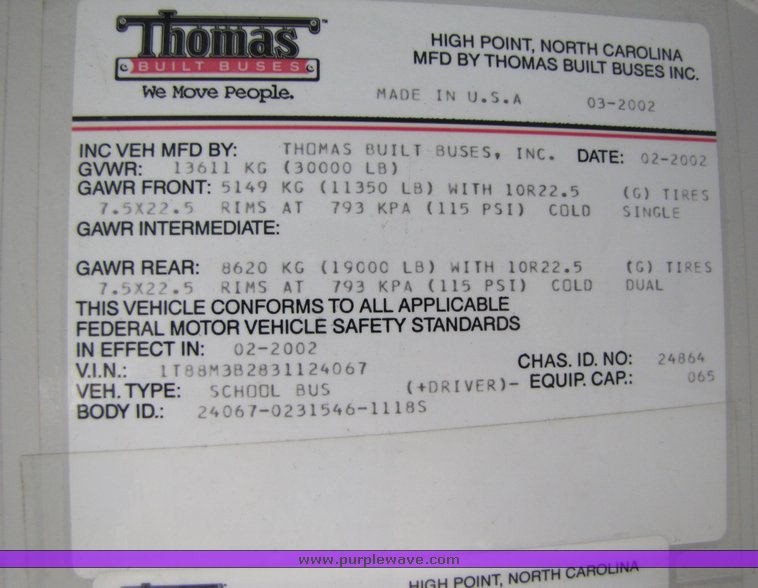 Thomas
BUILT BUSES
We Move People.
HIGH POINT, NORTH CAROLINA
MFD BY THOMAS BUILT BUSES INC.
MADE IN U.S.A 03-2002
INC VEH MFD BY: THOMAS BUILT BUSES, INC. DATE: 02-2002
GVWR: 13611 KG (30000 LB)
GAWR FRONT: 5149 KG (11350 LB) WITH 10R22.5 (G) TIRES
7.5X22.5 RIMS AT 793 KPA (115 PSI) COLD SINGLE
GAWR INTERMEDIATE:
GAWR REAR: 8620 KG (19000 LB) WITH 10R22.5 (G) TIRES
7.5X22.5 RIMS AT 793 KPA (115 PSI) COLD DUAL
THIS VEHICLE CONFORMS TO ALL APPLICABLE
FEDERAL MOTOR VEHICLE SAFETY STANDARDS
IN EFFECT IN: 02-2002
V.I.N.: 1T88M3B2831124067 CHAS. ID. NO: 24864
VEH. TYPE: SCHOOL BUS (+DRIVER)- EQUIP. CAP.: 065
BODY ID.: 24067-0231546-1118S
www.purplewave.com
HIGH POINT, NORTH CAROLINA